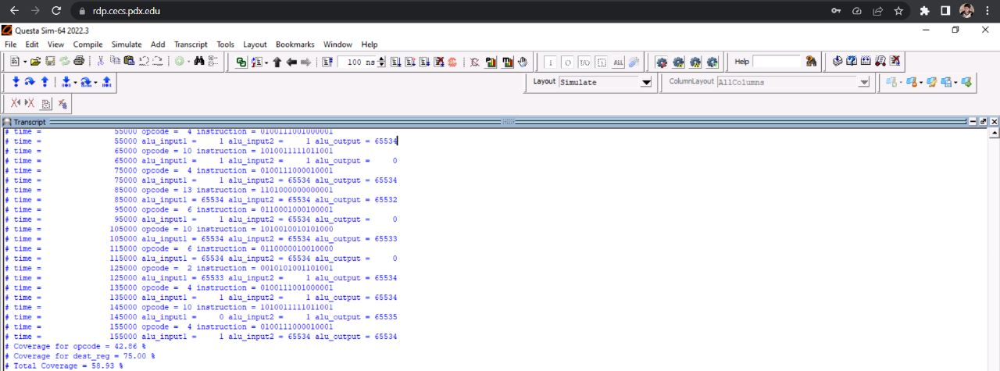 rdp.cecs.pdx.edu
Questa Sim-64 2022.3
File Edit View Compile Simulate Add Transcript Tools Layout Bookmarks Window Help
100 ns
ALL
Help
Layout Simulate
ColumnLayout AllColumns
Transcript
# time = 55000 opcode = 4 instruction = 0100111001000001
# time = 55000 alu_input1 = 1 alu_input2 = 1 alu_output = 65534
# time = 65000 opcode = 10 instruction = 1010011111011001
# time = 65000 alu_input1 = 1 alu_input2 = 1 alu_output = 0
# time = 75000 opcode = 4 instruction = 0100111000010001
# time = 75000 alu_input1 = 1 alu_input2 = 65534 alu_output = 65534
# time = 85000 opcode = 13 instruction = 1101000000000001
# time = 85000 alu_input1 = 65534 alu_input2 = 65534 alu_output = 65532
# time = 95000 opcode = 6 instruction = 0110001000100001
# time = 95000 alu_input1 = 1 alu_input2 = 65534 alu_output = 0
# time = 105000 opcode = 10 instruction = 1010010010101000
# time = 105000 alu_input1 = 65534 alu_input2 = 65534 alu_output = 65533
# time = 115000 opcode = 6 instruction = 0110000010010000
# time = 115000 alu_input1 = 65534 alu_input2 = 65534 alu_output = 0
# time = 125000 opcode = 2 instruction = 0010101001101001
# time = 125000 alu_input1 = 65533 alu_input2 = 1 alu_output = 65534
# time = 135000 opcode = 4 instruction = 0100111001000001
# time = 135000 alu_input1 = 1 alu_input2 = 1 alu_output = 65534
# time = 145000 opcode = 10 instruction = 1010011111011001
# time = 145000 alu_input1 = 0 alu_input2 = 1 alu_output = 65535
# time = 155000 opcode = 4 instruction = 0100111000010001
# time = 155000 alu_input1 = 1 alu_input2 = 65534 alu_output = 65534
# Coverage for opcode = 42.86 %
# Coverage for dest_reg = 75.00 %
# Total Coverage = 58.93 %